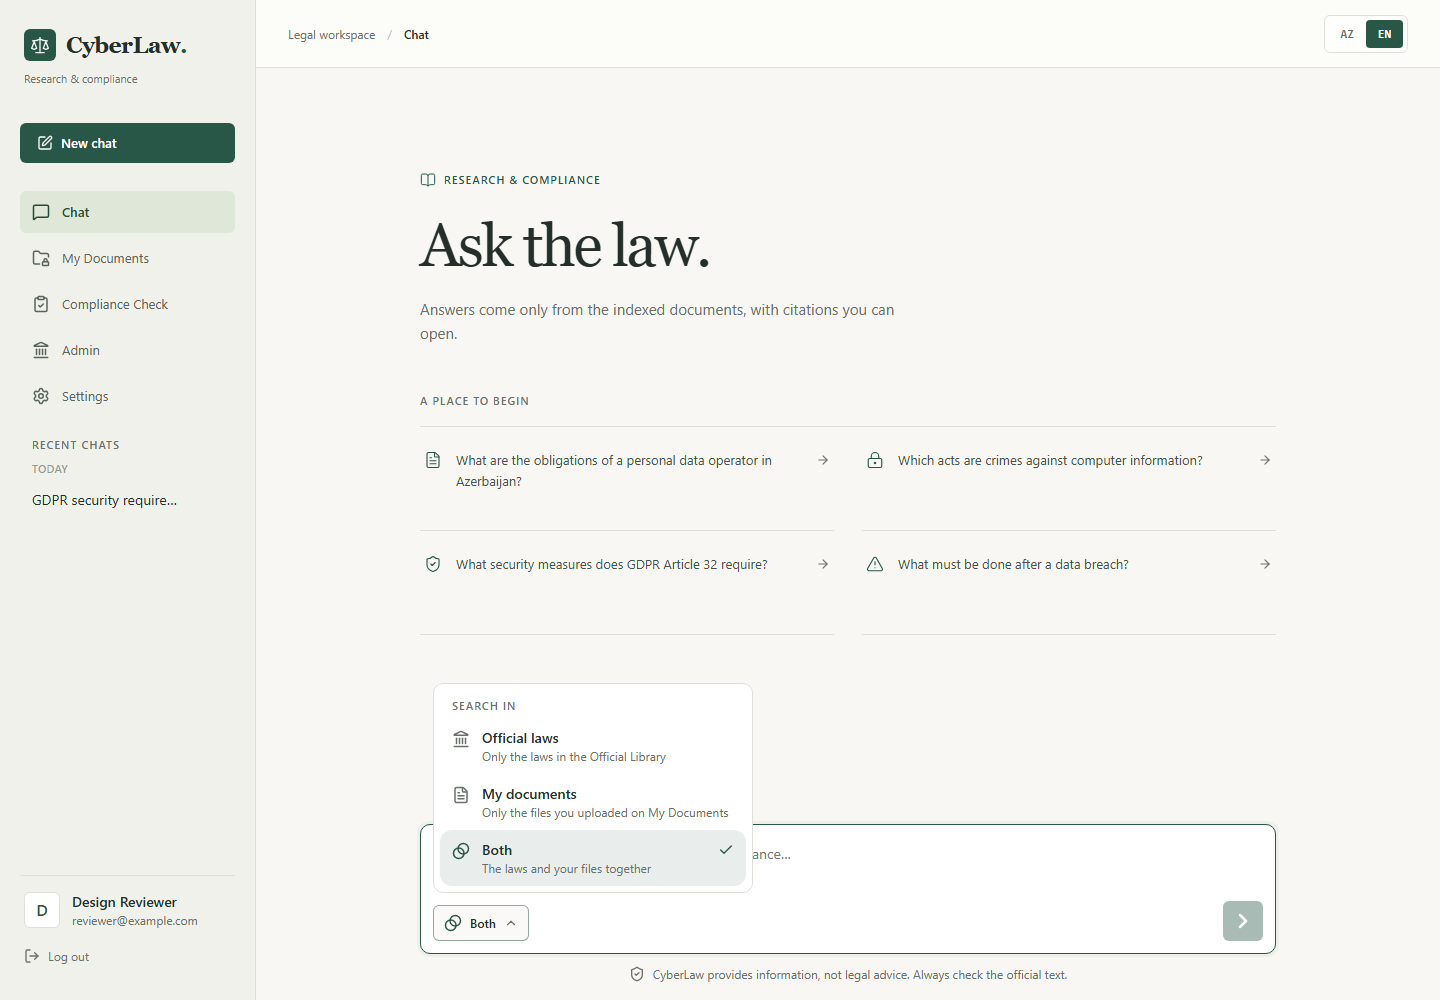 CyberLaw.
Research & compliance
New chat
Chat
My Documents
Compliance Check
Admin
Settings
RECENT CHATS
TODAY
GDPR security require...
D
Design Reviewer
reviewer@example.com
Log out
Legal workspace / Chat
AZ EN
RESEARCH & COMPLIANCE
Ask the law.
Answers come only from the indexed documents, with citations you can
open.
A PLACE TO BEGIN
What are the obligations of a personal data operator in
Azerbaijan?
Which acts are crimes against computer information?
What security measures does GDPR Article 32 require?
What must be done after a data breach?
SEARCH IN
Official laws
Only the laws in the Official Library
My documents
Only the files you uploaded on My Documents
Both
The laws and your files together
ance...
Both
CyberLaw provides information, not legal advice. Always check the official text.